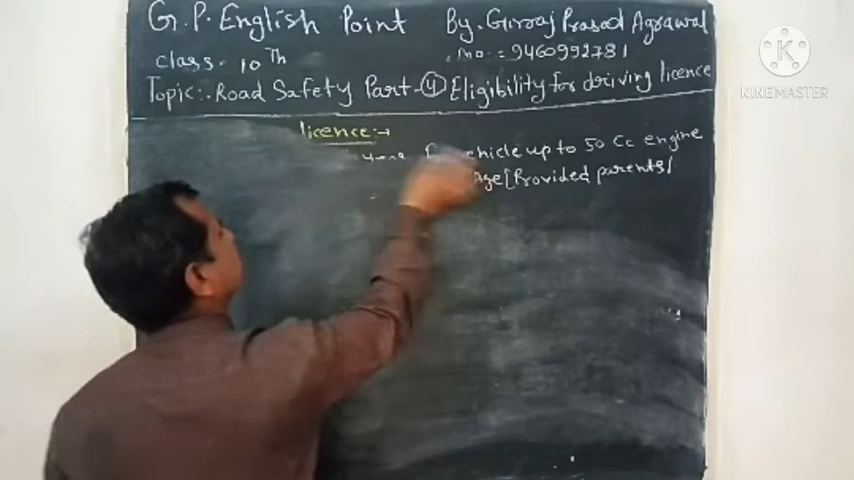 G.P. English Point By. Girraj Prasad Agrawal
Class- 10th Mo.: 9460992781
Topic:- Road Safety Part-4 Eligibility for driving licence
licence:→
vehicle up to 50 Cc engine
Age [Provided parents/
KINEMASTER